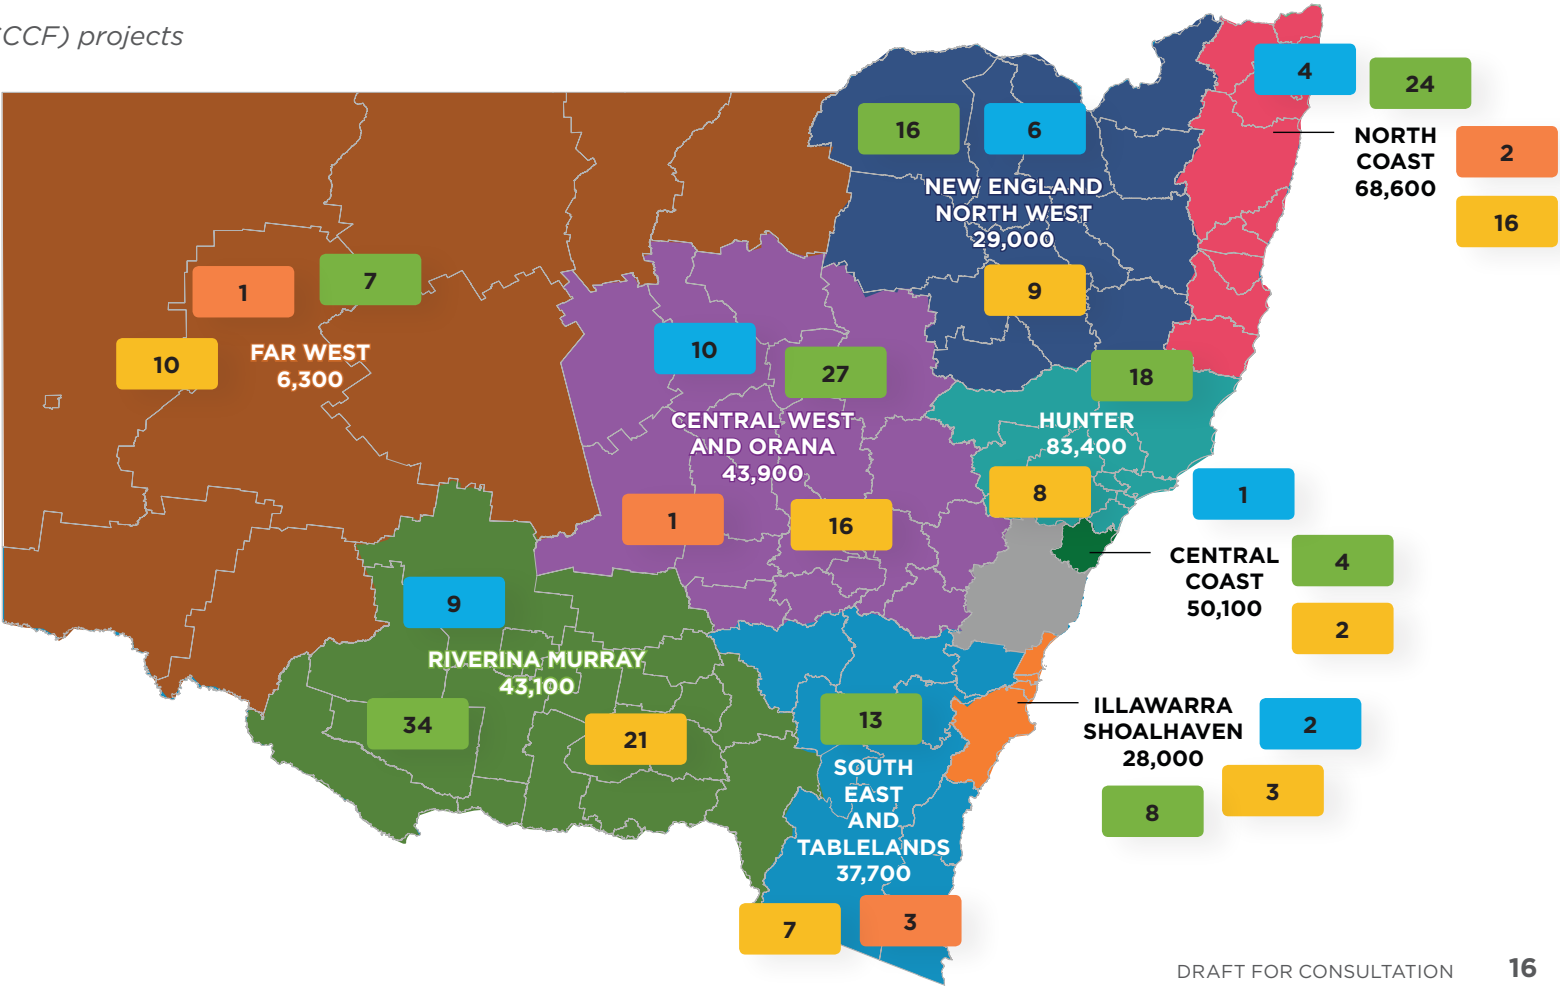 CCF) projects
4
24
NORTH
COAST
68,600
2
16
16
6
NEW ENGLAND
NORTH WEST
29,000
9
1
7
10
FAR WEST
6,300
10
27
CENTRAL WEST
AND ORANA
43,900
1
16
18
HUNTER
83,400
8
1
CENTRAL
COAST
50,100
4
2
9
RIVERINA MURRAY
43,100
34
21
13
SOUTH
EAST
AND
TABLELANDS
37,700
7
3
ILLAWARRA
SHOALHAVEN
28,000
2
3
8
DRAFT FOR CONSULTATION 16